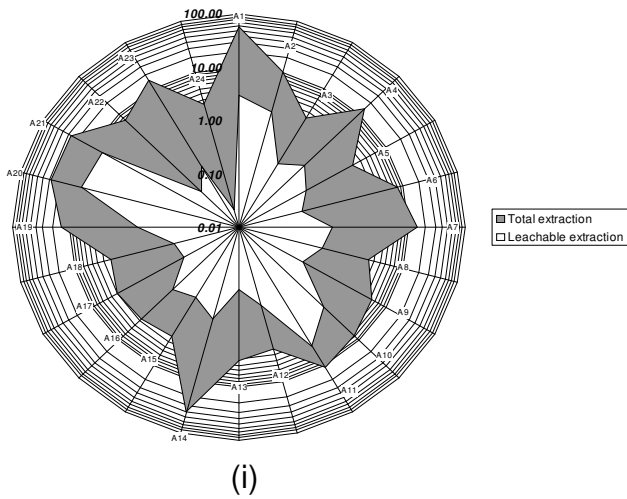 100.00
10.00
1.00
0.10
0.01
A1
A2
A3
A4
A5
A6
A7
A8
A9
A10
A11
A12
A13
A14
A15
A16
A17
A18
A19
A20
A21
A22
A23
A24
Total extraction
Leachable extraction
(i)